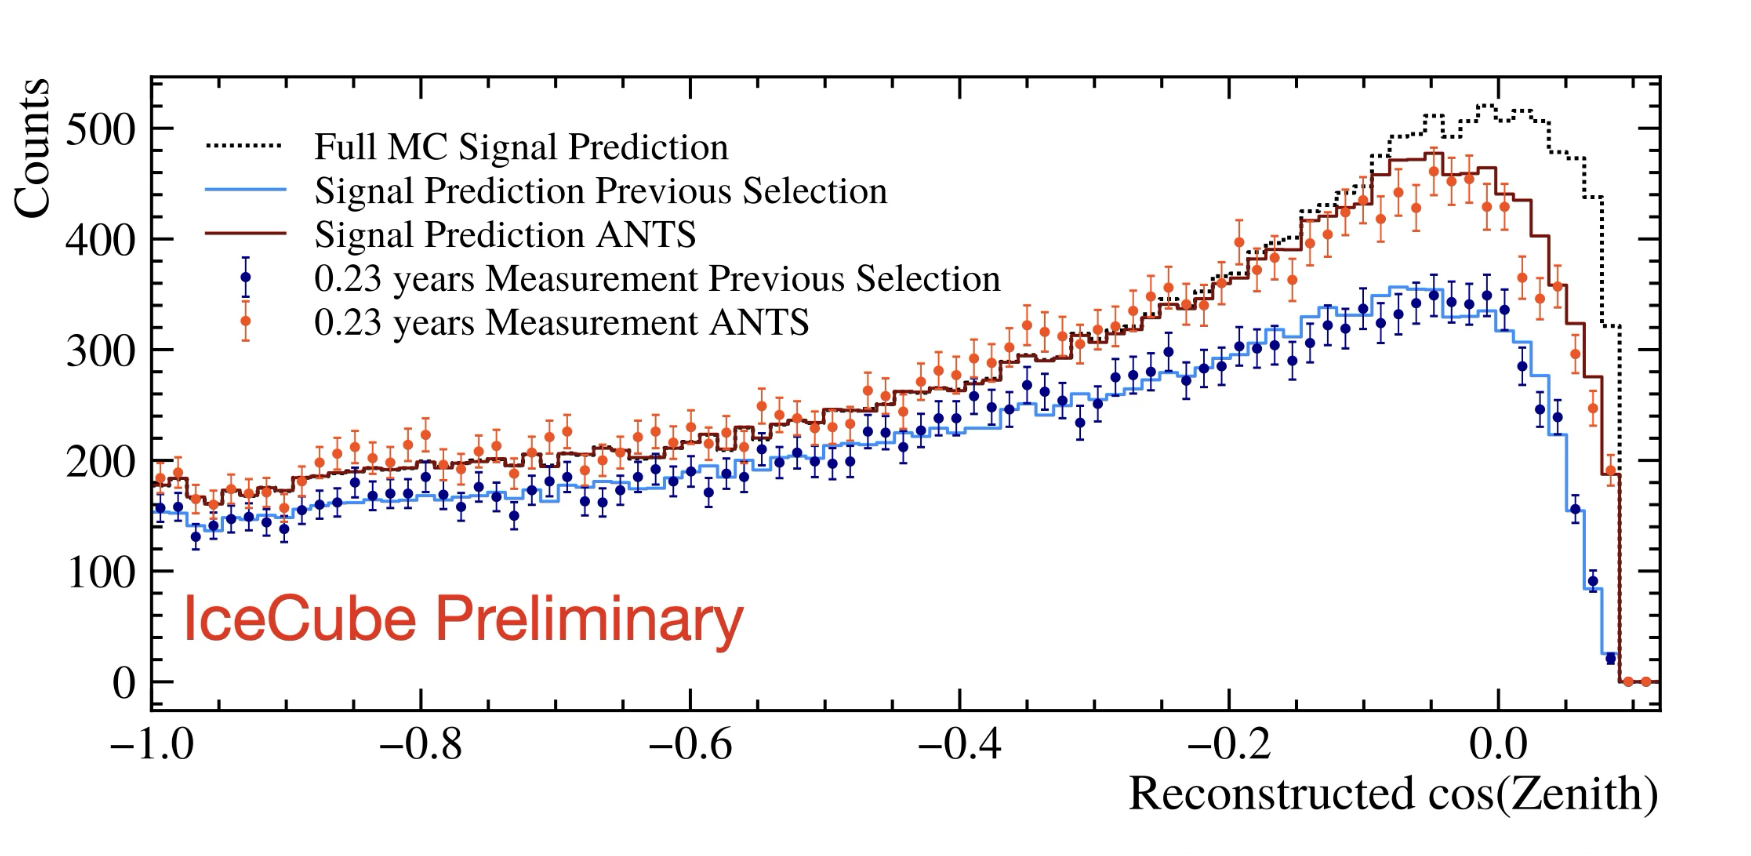 Counts
500
400
300
200
100
0
Full MC Signal Prediction
Signal Prediction Previous Selection
Signal Prediction ANTS
0.23 years Measurement Previous Selection
0.23 years Measurement ANTS
IceCube Preliminary
−1.0 −0.8 −0.6 −0.4 −0.2 0.0
Reconstructed cos(Zenith)